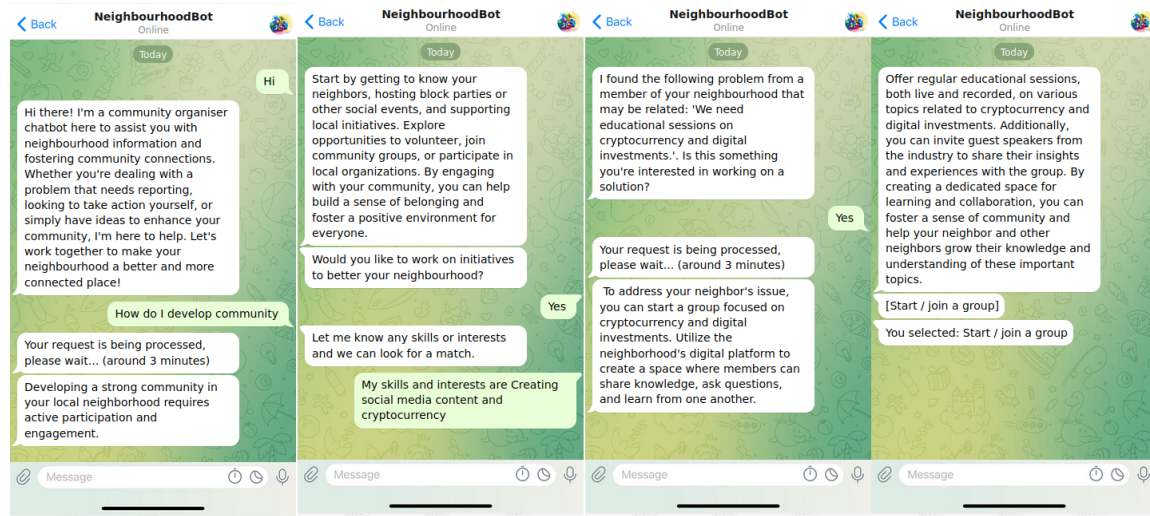 Back
NeighbourhoodBot
Online
Today
Hi
Hi there! I'm a community organiser
chatbot here to assist you with
neighbourhood information and
fostering community connections.
Whether you're dealing with a
problem that needs reporting,
looking to take action yourself, or
simply have ideas to enhance your
community, I'm here to help. Let's
work together to make your
neighbourhood a better and more
connected place!
How do I develop community
Your request is being processed,
please wait... (around 3 minutes)
Developing a strong community in
your local neighborhood requires
active participation and
engagement.
Message
Back
NeighbourhoodBot
Online
Today
Start by getting to know your
neighbors, hosting block parties or
other social events, and supporting
local initiatives. Explore
opportunities to volunteer, join
community groups, or participate in
local organizations. By engaging
with your community, you can help
build a sense of belonging and
foster a positive environment for
everyone.
Would you like to work on initiatives
to better your neighbourhood?
Yes
Let me know any skills or interests
and we can look for a match.
My skills and interests are Creating
social media content and
cryptocurrency
Message
Back
NeighbourhoodBot
Online
Today
I found the following problem from a
member of your neighbourhood that
may be related: 'We need
educational sessions on
cryptocurrency and digital
investments.'. Is this something
you're interested in working on a
solution?
Yes
Your request is being processed,
please wait... (around 3 minutes)
To address your neighbor's issue,
you can start a group focused on
cryptocurrency and digital
investments. Utilize the
neighborhood's digital platform to
create a space where members can
share knowledge, ask questions,
and learn from one another.
Message
Back
NeighbourhoodBot
Online
Today
Offer regular educational sessions,
both live and recorded, on various
topics related to cryptocurrency and
digital investments. Additionally,
you can invite guest speakers from
the industry to share their insights
and experiences with the group. By
creating a dedicated space for
learning and collaboration, you can
foster a sense of community and
help your neighbor and other
neighbors grow their knowledge and
understanding of these important
topics.
[Start / join a group]
You selected: Start / join a group
Message